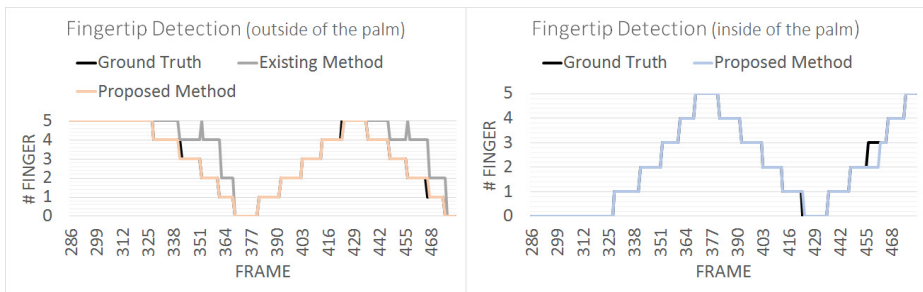 Fingertip Detection (outside of the palm)
Ground Truth Existing Method
Proposed Method
5
4
3
2
1
0
# FINGER
286 299 312 325 338 351 364 377 390 403 416 429 442 455 468
FRAME
Fingertip Detection (inside of the palm)
Ground Truth Proposed Method
5
4
3
2
1
0
# FINGER
286 299 312 325 338 351 364 377 390 403 416 429 442 455 468
FRAME